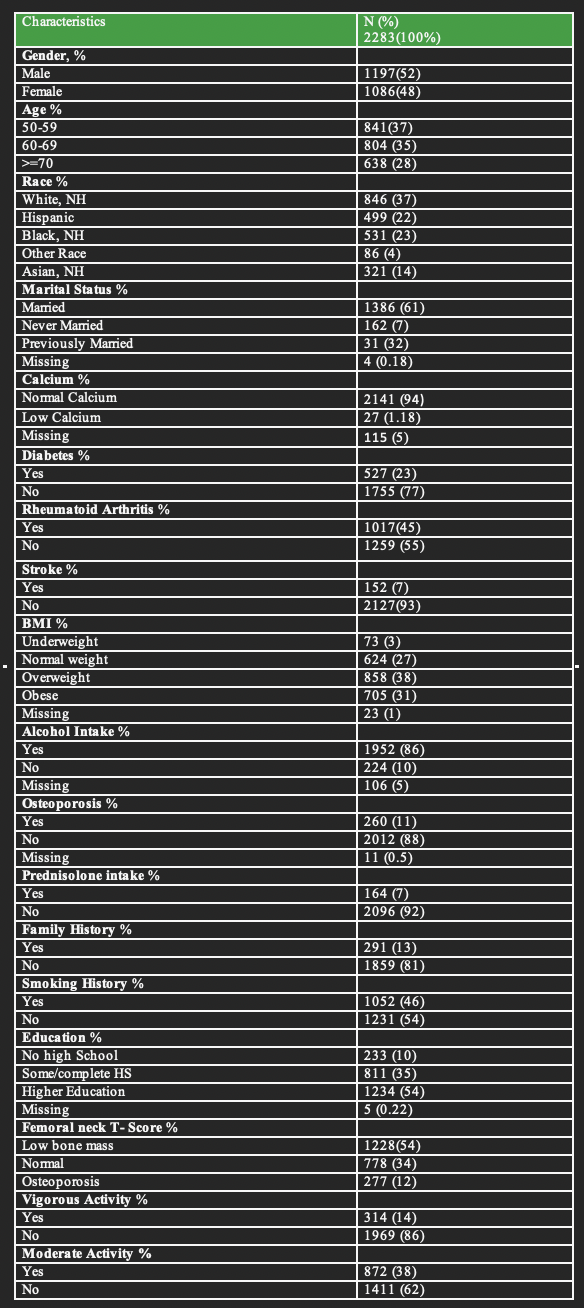 Characteristics N (%)
2283(100%)
Gender, %
Male 1197(52)
Female 1086(48)
Age %
50-59 841(37)
60-69 804 (35)
>=70 638 (28)
Race %
White, NH 846 (37)
Hispanic 499 (22)
Black, NH 531 (23)
Other Race 86 (4)
Asian, NH 321 (14)
Marital Status %
Married 1386 (61)
Never Married 162 (7)
Previously Married 31 (32)
Missing 4 (0.18)
Calcium %
Normal Calcium 2141 (94)
Low Calcium 27 (1.18)
Missing 115 (5)
Diabetes %
Yes 527 (23)
No 1755 (77)
Rheumatoid Arthritis %
Yes 1017(45)
No 1259 (55)
Stroke %
Yes 152 (7)
No 2127(93)
BMI %
Underweight 73 (3)
Normal weight 624 (27)
Overweight 858 (38)
Obese 705 (31)
Missing 23 (1)
Alcohol Intake %
Yes 1952 (86)
No 224 (10)
Missing 106 (5)
Osteoporosis %
Yes 260 (11)
No 2012 (88)
Missing 11 (0.5)
Prednisolone intake %
Yes 164 (7)
No 2096 (92)
Family History %
Yes 291 (13)
No 1859 (81)
Smoking History %
Yes 1052 (46)
No 1231 (54)
Education %
No high School 233 (10)
Some/complete HS 811 (35)
Higher Education 1234 (54)
Missing 5 (0.22)
Femoral neck T- Score %
Low bone mass 1228(54)
Normal 778 (34)
Osteoporosis 277 (12)
Vigorous Activity %
Yes 314 (14)
No 1969 (86)
Moderate Activity %
Yes 872 (38)
No 1411 (62)